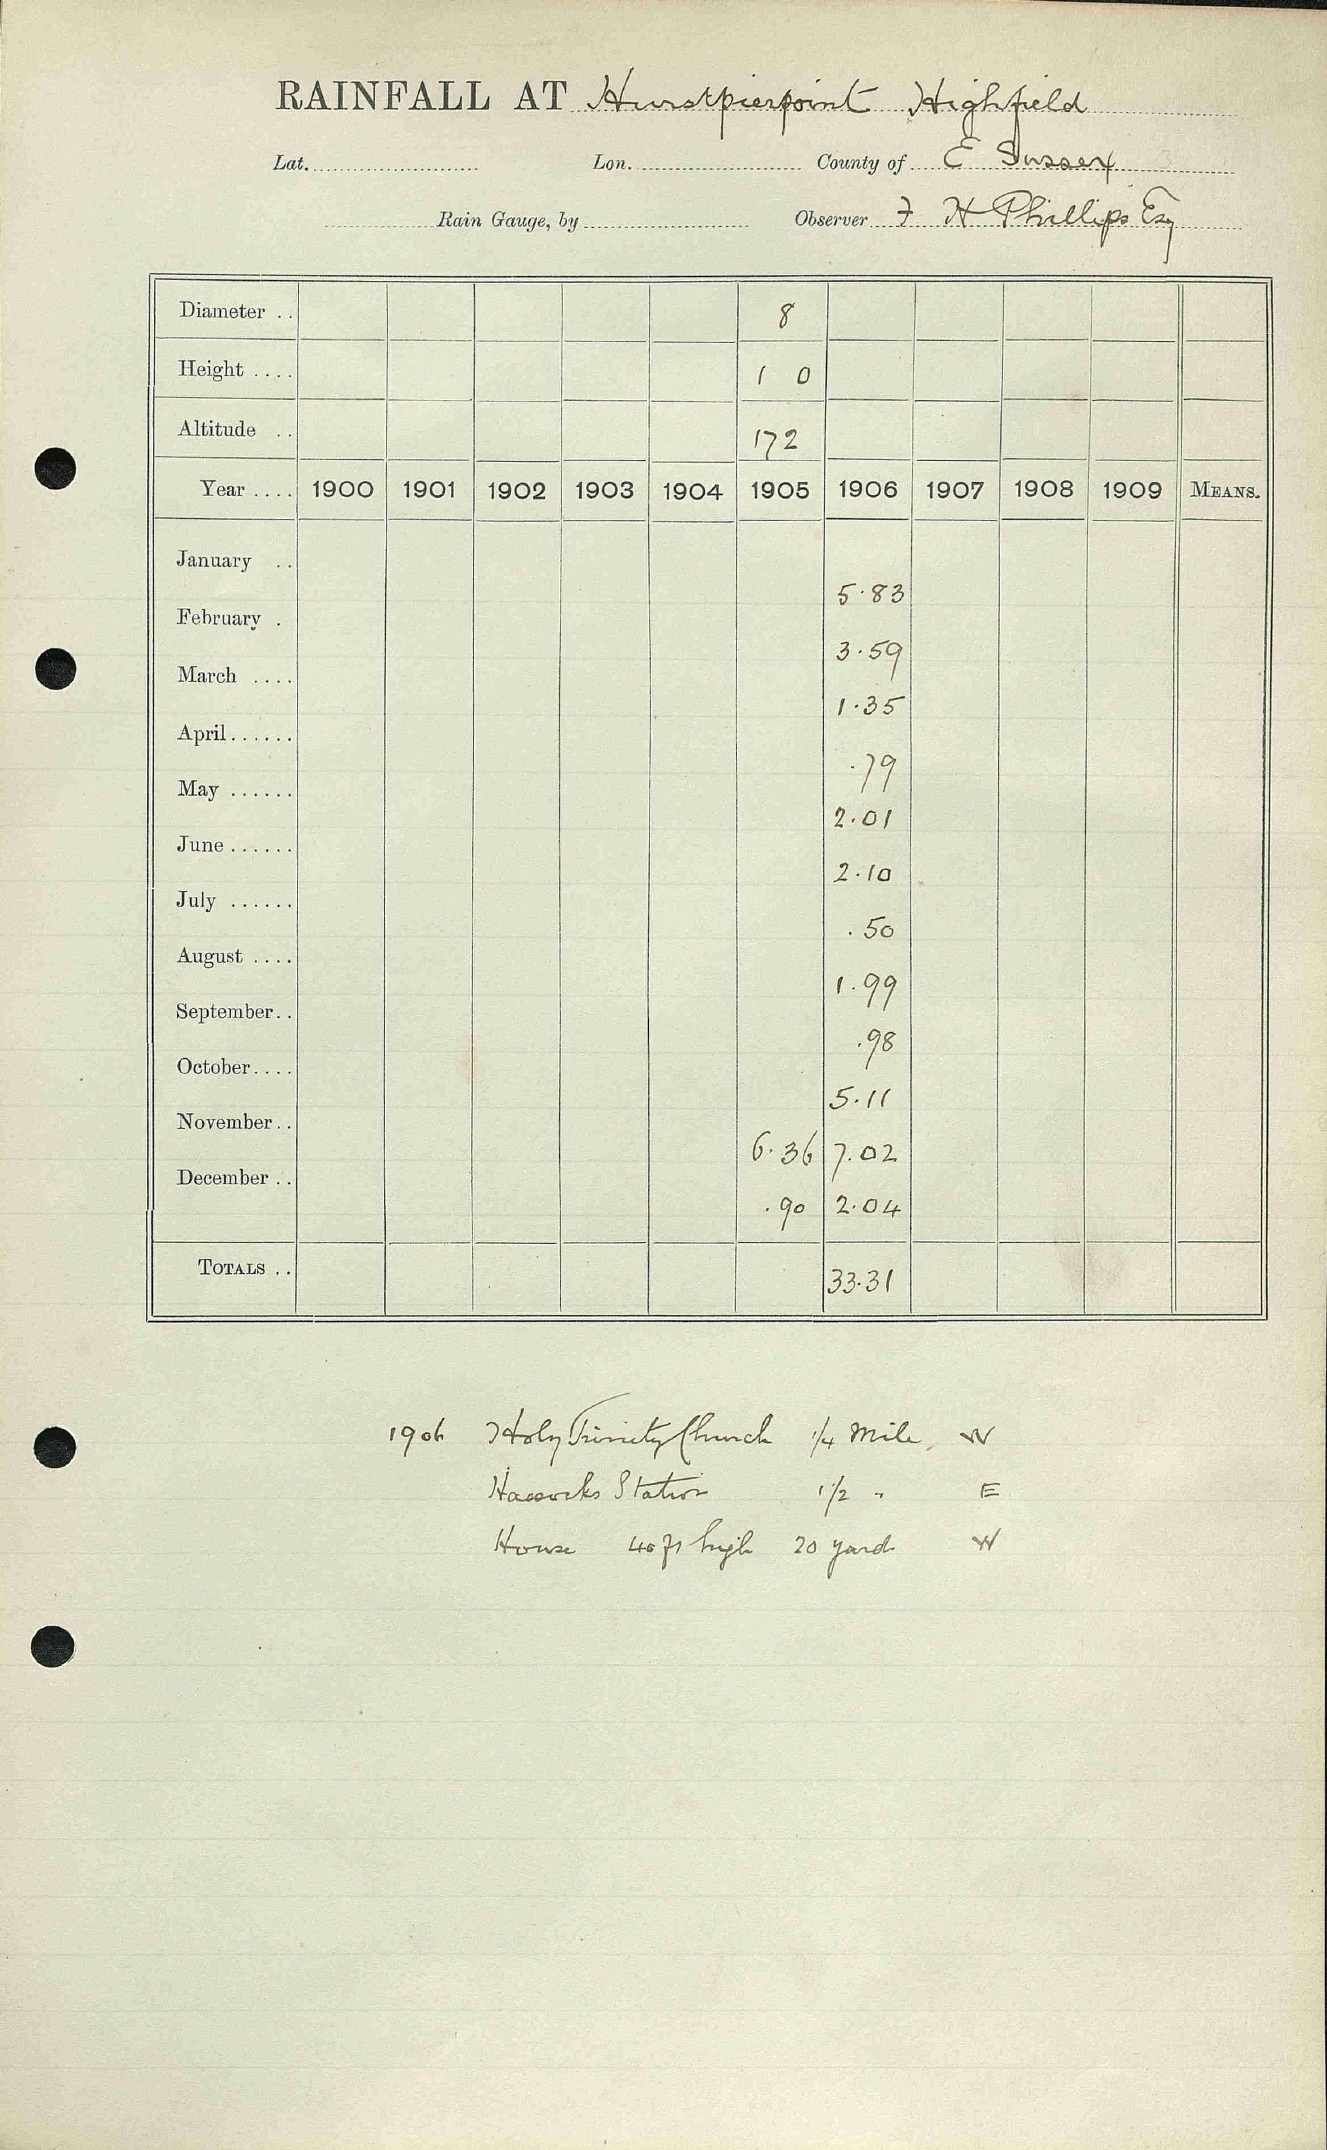 RAINFALL AT Hurstpierpoint Highfield
Lat. Lon. County of E Sussex
Rain Gauge, by Observer F H Phillips Esq
Diameter .. 8
Height .... 1 0
Altitude .. 172
Year .... 1900 1901 1902 1903 1904 1905 1906 1907 1908 1909 MEANS.
January ..
5.83
February .
3.59
March ....
1.35
April......
.79
May ......
2.01
June ......
2.10
July ......
.50
August ....
1.99
September..
.98
October....
5.11
November..
6.36 7.02
December ..
.90 2.04
TOTALS .. 33.31
1906 Holy Trinity Church 1/4 Mile W
Hassocks Station 1 1/2 " E
House 40 ft high 20 yards W